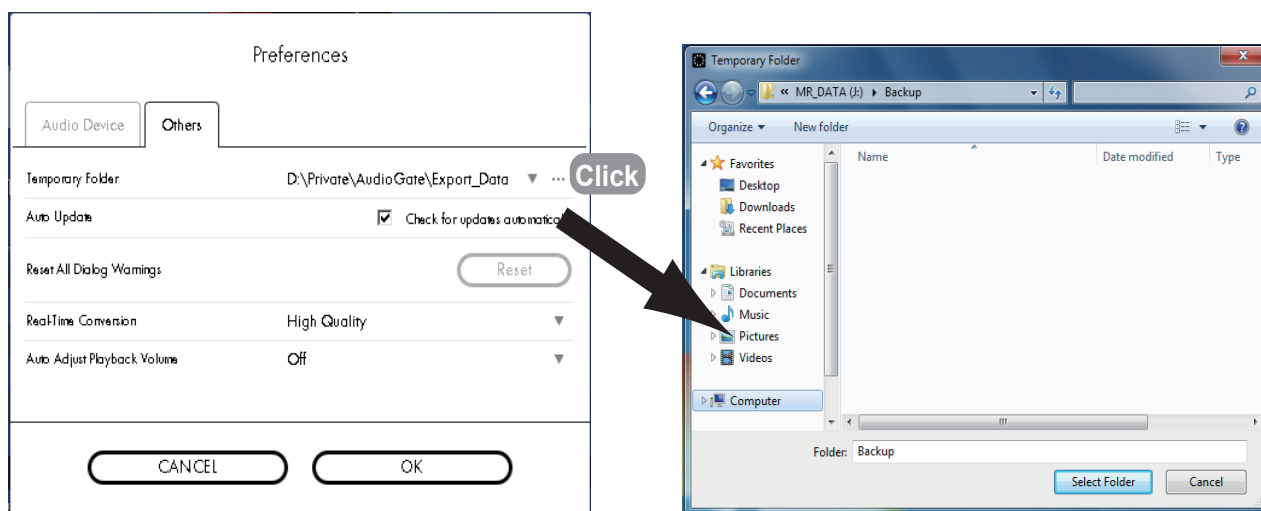 Preferences
Audio Device Others
Temporary Folder D:\Private\AudioGate\Export_Data ▼ ... Click
Auto Update Check for updates automatical
Reset All Dialog Warnings Reset
Real-Time Conversion High Quality ▼
Auto Adjust Playback Volume Off ▼
CANCEL OK
Temporary Folder
« MR_DATA (J:) ▸ Backup
Organize ▼ New folder
Name Date modified Type
Favorites
Desktop
Downloads
Recent Places
Libraries
Documents
Music
Pictures
Videos
Computer
Folder: Backup
Select Folder Cancel